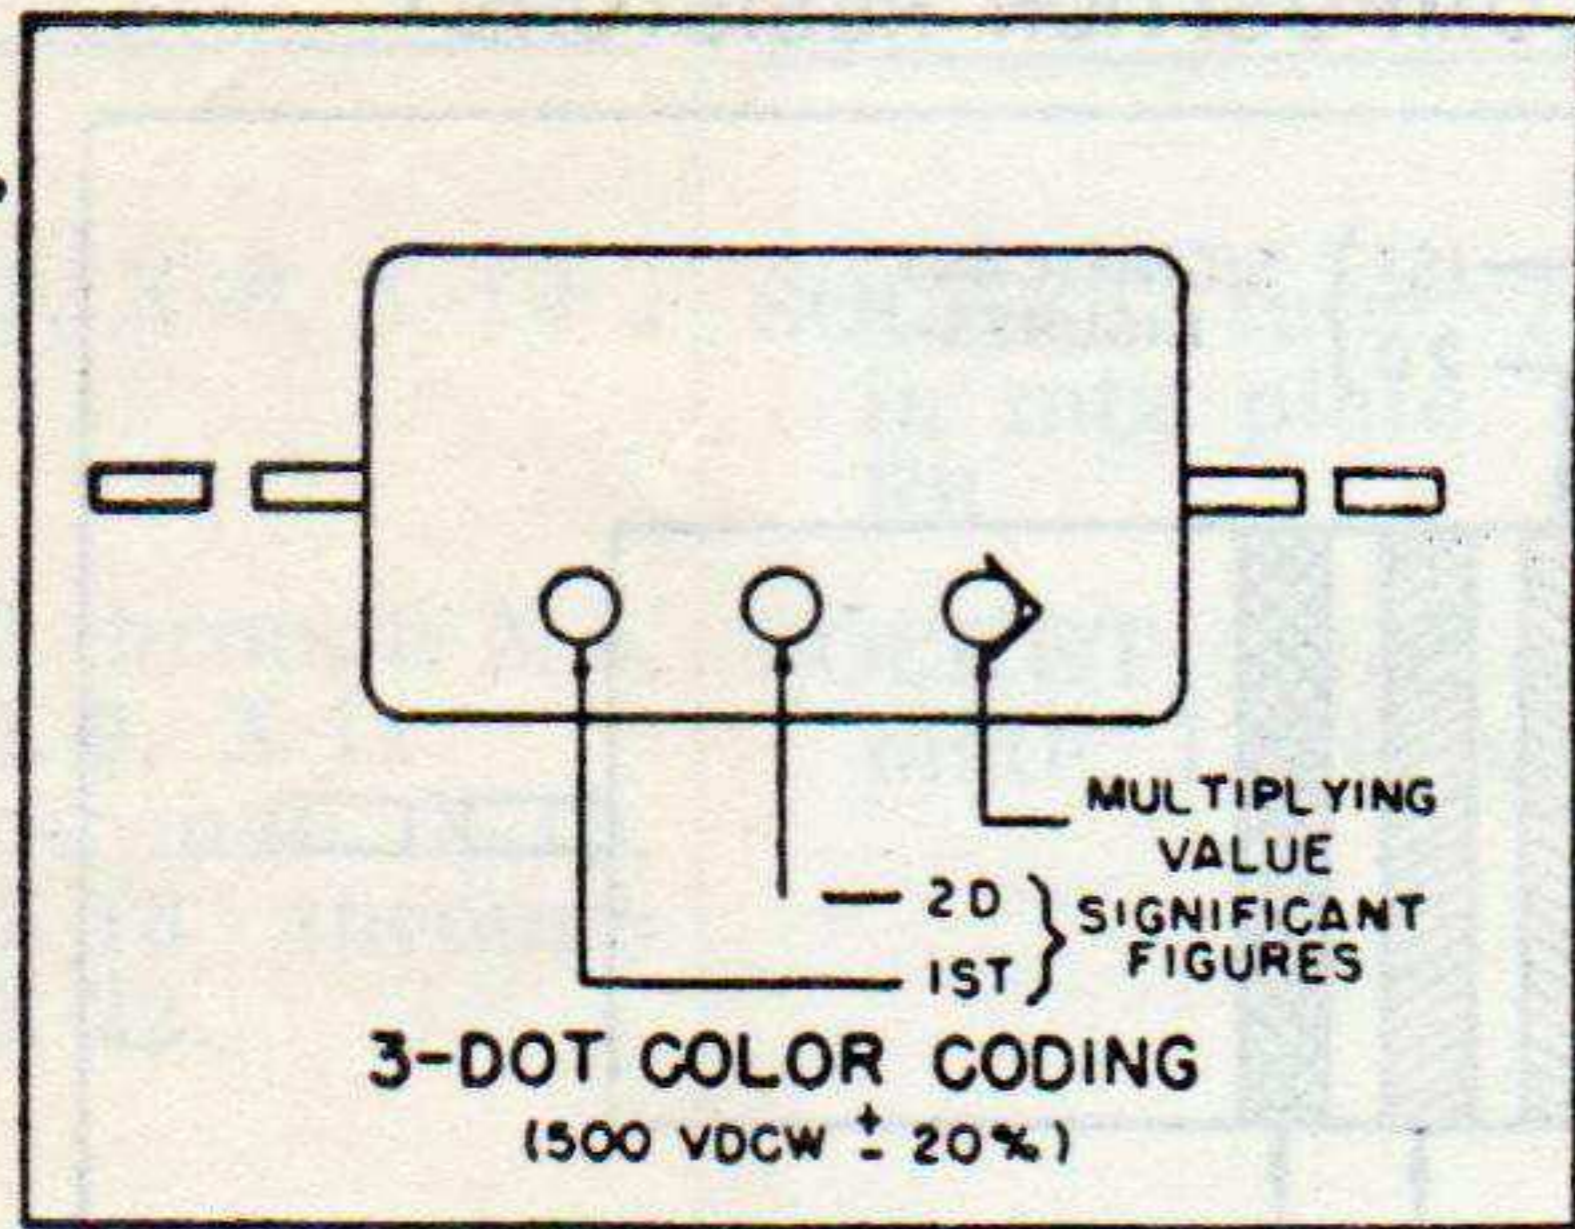 MULTIPLYING
VALUE
2D
SIGNIFICANT
1ST
FIGURES
3-DOT COLOR CODING
(500 VDCW ± 20%)